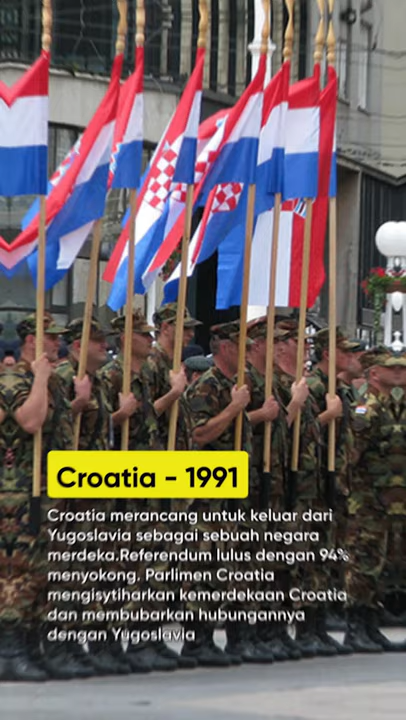 Croatia - 1991
Croatia merancang untuk keluar dari
Yugoslavia sebagai sebuah negara
merdeka.Referendum lulus dengan 94%
menyokong. Parlimen Croatia
mengisytiharkan kemerdekaan Croatia
dan membubarkan hubungannya
dengan Yugoslavia